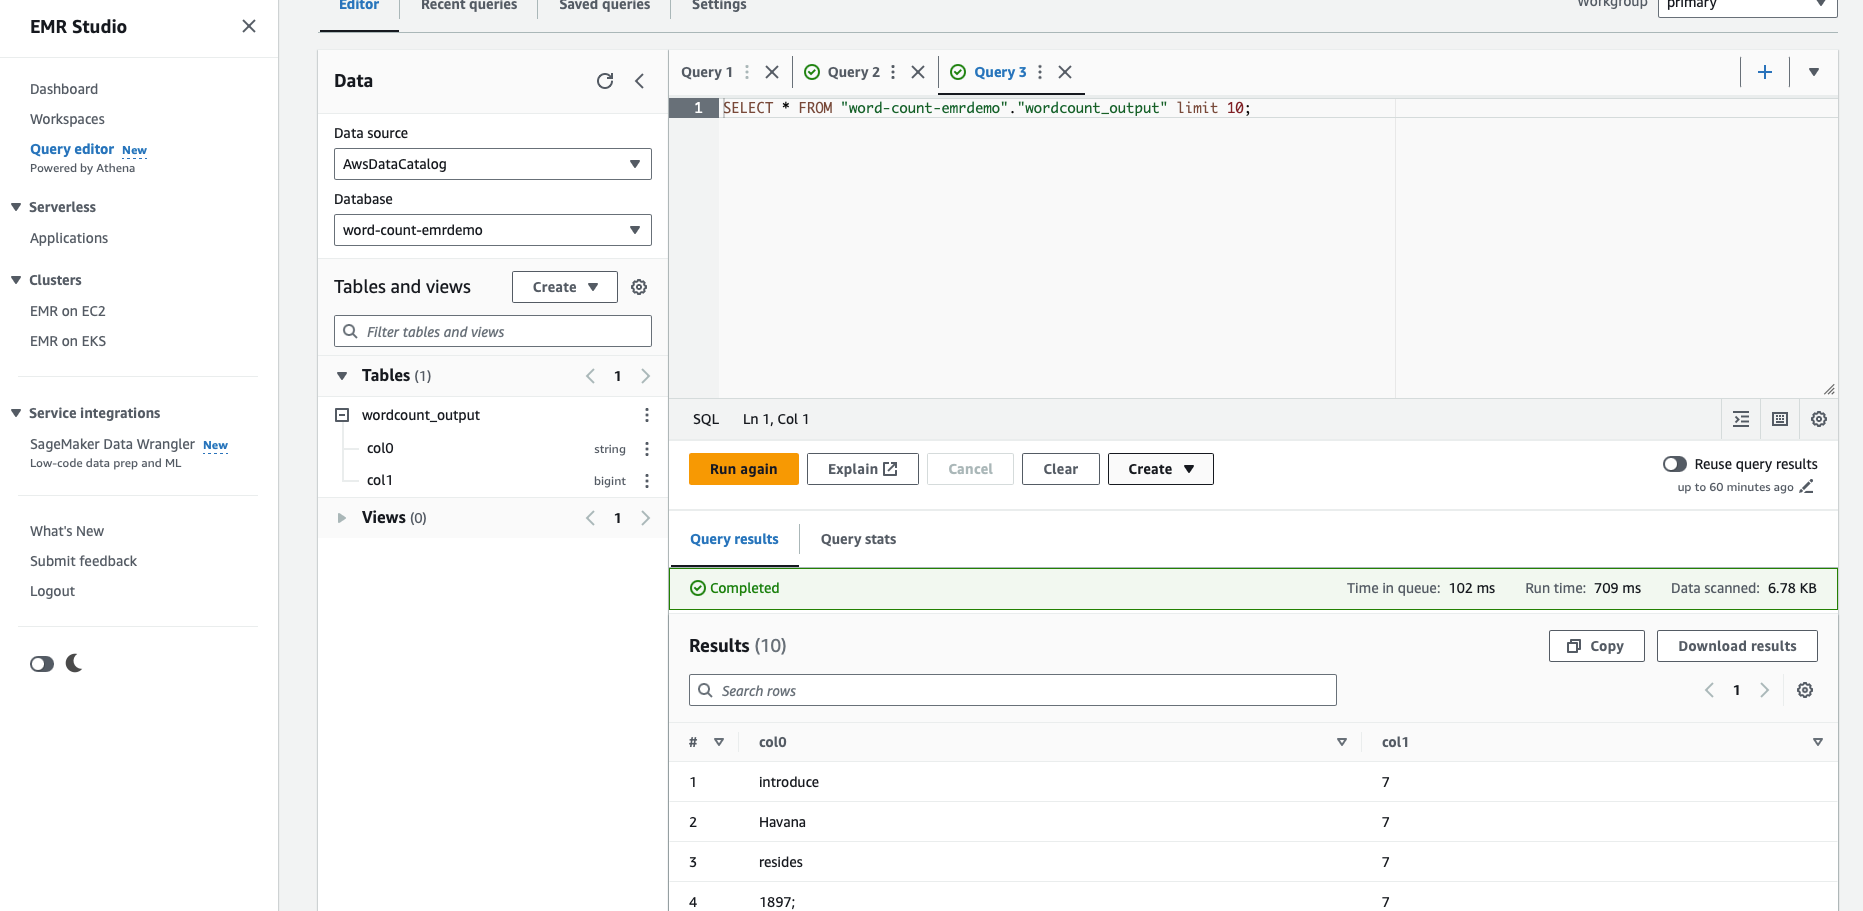 EMR Studio
Dashboard
Workspaces
Query editor New
Powered by Athena
Serverless
Applications
Clusters
EMR on EC2
EMR on EKS
Service integrations
SageMaker Data Wrangler New
Low-code data prep and ML
What's New
Submit feedback
Logout
Editor
Recent queries
Saved queries
Settings
Workgroup
primary
Data
Data source
AwsDataCatalog
Database
word-count-emrdemo
Tables and views
Create
Filter tables and views
Tables (1)
1
wordcount_output
col0 string
col1 bigint
Views (0)
1
Query 1
Query 2
Query 3
1 SELECT * FROM "word-count-emrdemo"."wordcount_output" limit 10;
SQL Ln 1, Col 1
Run again
Explain
Cancel
Clear
Create
Reuse query results
up to 60 minutes ago
Query results
Query stats
Completed
Time in queue: 102 ms
Run time: 709 ms
Data scanned: 6.78 KB
Results (10)
Copy
Download results
Search rows
1
# col0 col1
1 introduce 7
2 Havana 7
3 resides 7
4 1897; 7